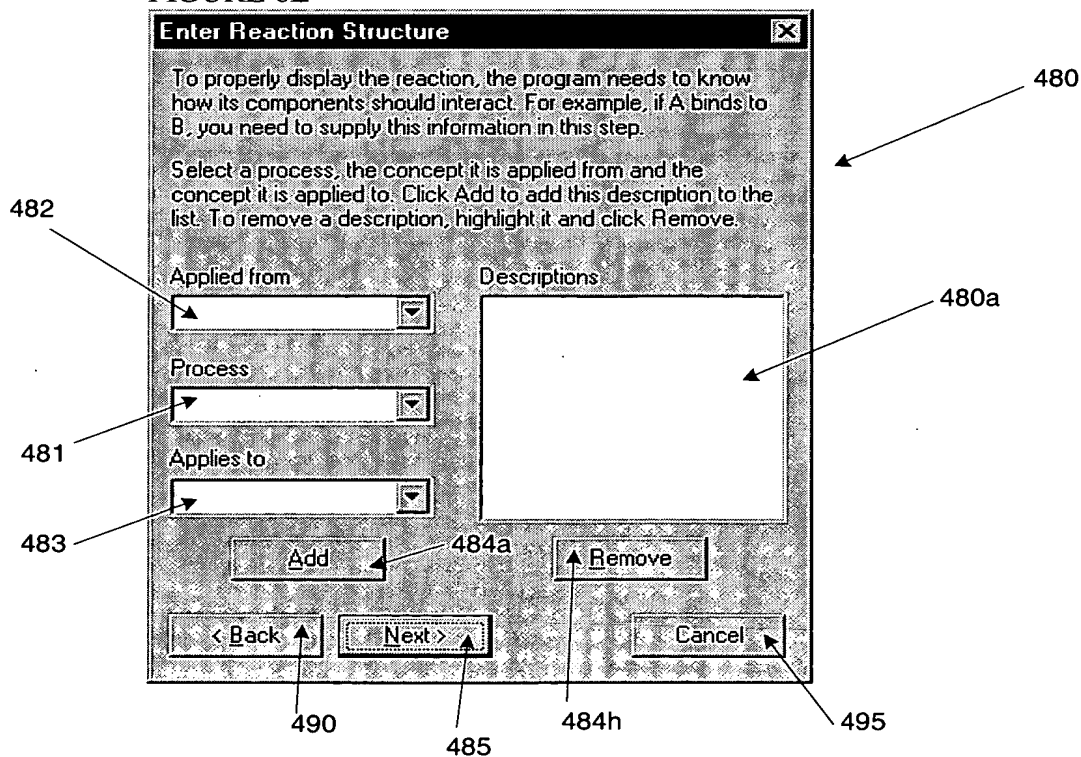 Enter Reaction Structure
To properly display the reaction, the program needs to know
how its components should interact. For example, if A binds to
B, you need to supply this information in this step.
Select a process, the concept it is applied from and the
concept it is applied to. Click Add to add this description to the
list. To remove a description, highlight it and click Remove.
480
482
Applied from
Descriptions
480a
Process
481
Applies to
483
Add
484a
Remove
< Back
Next >
Cancel
490
485
484h
495